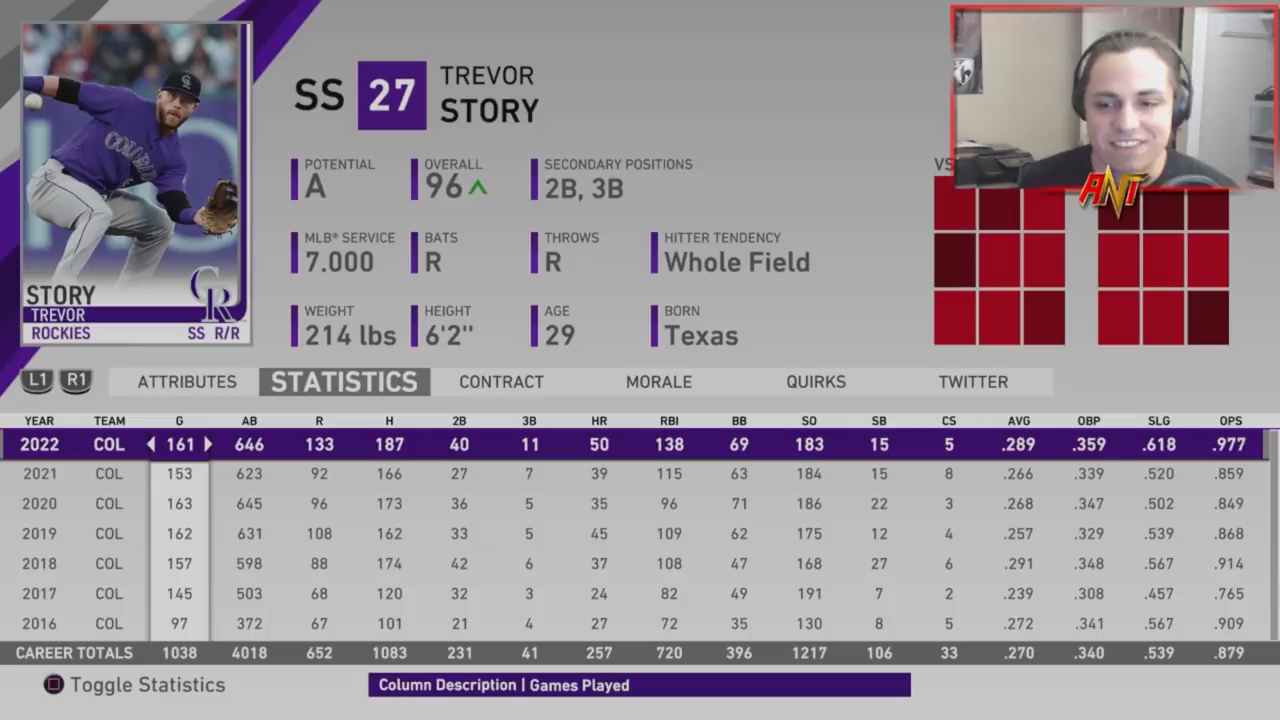 SS 27 TREVOR STORY
POTENTIAL OVERALL SECONDARY POSITIONS
A 96 2B, 3B
MLB® SERVICE BATS THROWS HITTER TENDENCY
7.000 R R Whole Field
WEIGHT HEIGHT AGE BORN
214 lbs 6'2" 29 Texas
COLORADO
CR
STORY
TREVOR
ROCKIES SS R/R
VS
ANT
L1 R1 ATTRIBUTES STATISTICS CONTRACT MORALE QUIRKS TWITTER
YEAR TEAM G AB R H 2B 3B HR RBI BB SO SB CS AVG OBP SLG OPS
2022 COL 161 646 133 187 40 11 50 138 69 183 15 5 .289 .359 .618 .977
2021 COL 153 623 92 166 27 7 39 115 63 184 15 8 .266 .339 .520 .859
2020 COL 163 645 96 173 36 5 35 96 71 186 22 3 .268 .347 .502 .849
2019 COL 162 631 108 162 33 5 45 109 62 175 12 4 .257 .329 .539 .868
2018 COL 157 598 88 174 42 6 37 108 47 168 27 6 .291 .348 .567 .914
2017 COL 145 503 68 120 32 3 24 82 49 191 7 2 .239 .308 .457 .765
2016 COL 97 372 67 101 21 4 27 72 35 130 8 5 .272 .341 .567 .909
CAREER TOTALS 1038 4018 652 1083 231 41 257 720 396 1217 106 33 .270 .340 .539 .879
Toggle Statistics
Column Description | Games Played